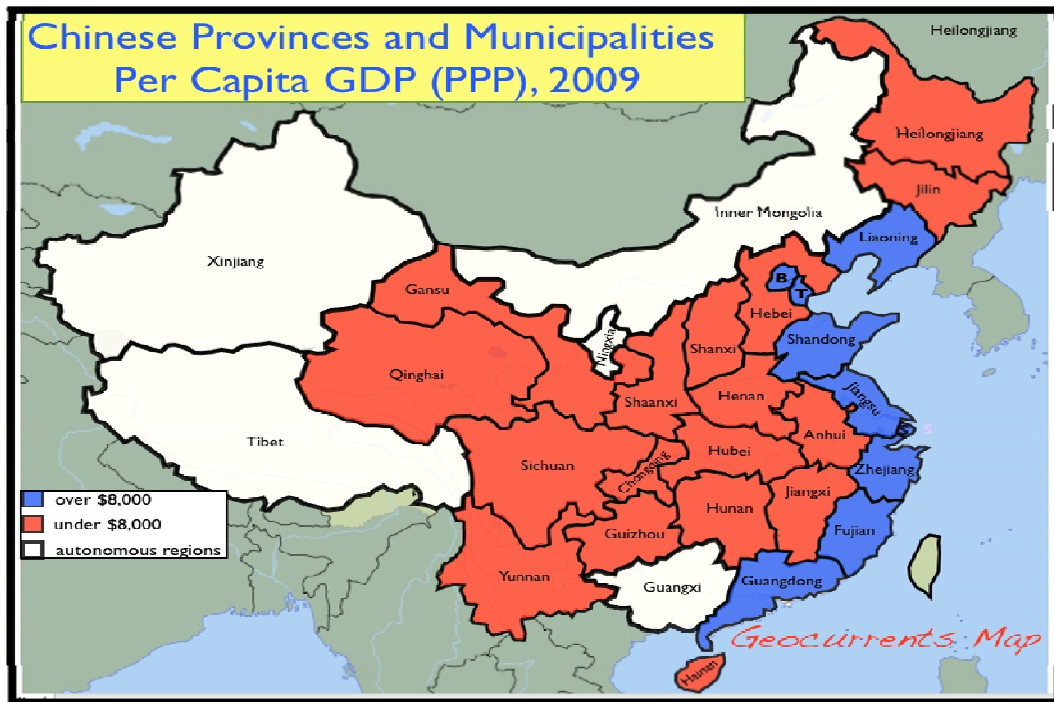 Chinese Provinces and Municipalities
Per Capita GDP (PPP), 2009
Heilongjiang
Heilongjiang
Jilin
Inner Mongolia
Liaoning
Xinjiang
B
T
Gansu
Hebei
Ningxia
Shandong
Shanxi
Qinghai
Henan
Jiangsu
Shaanxi
S
Anhui
Tibet
Hubei
Sichuan
Chongqing
Zhejiang
Jiangxi
over $8,000
under $8,000
autonomous regions
Hunan
Fujian
Guizhou
Yunnan
Guangxi
Guangdong
Geocurrents Map
Hainan